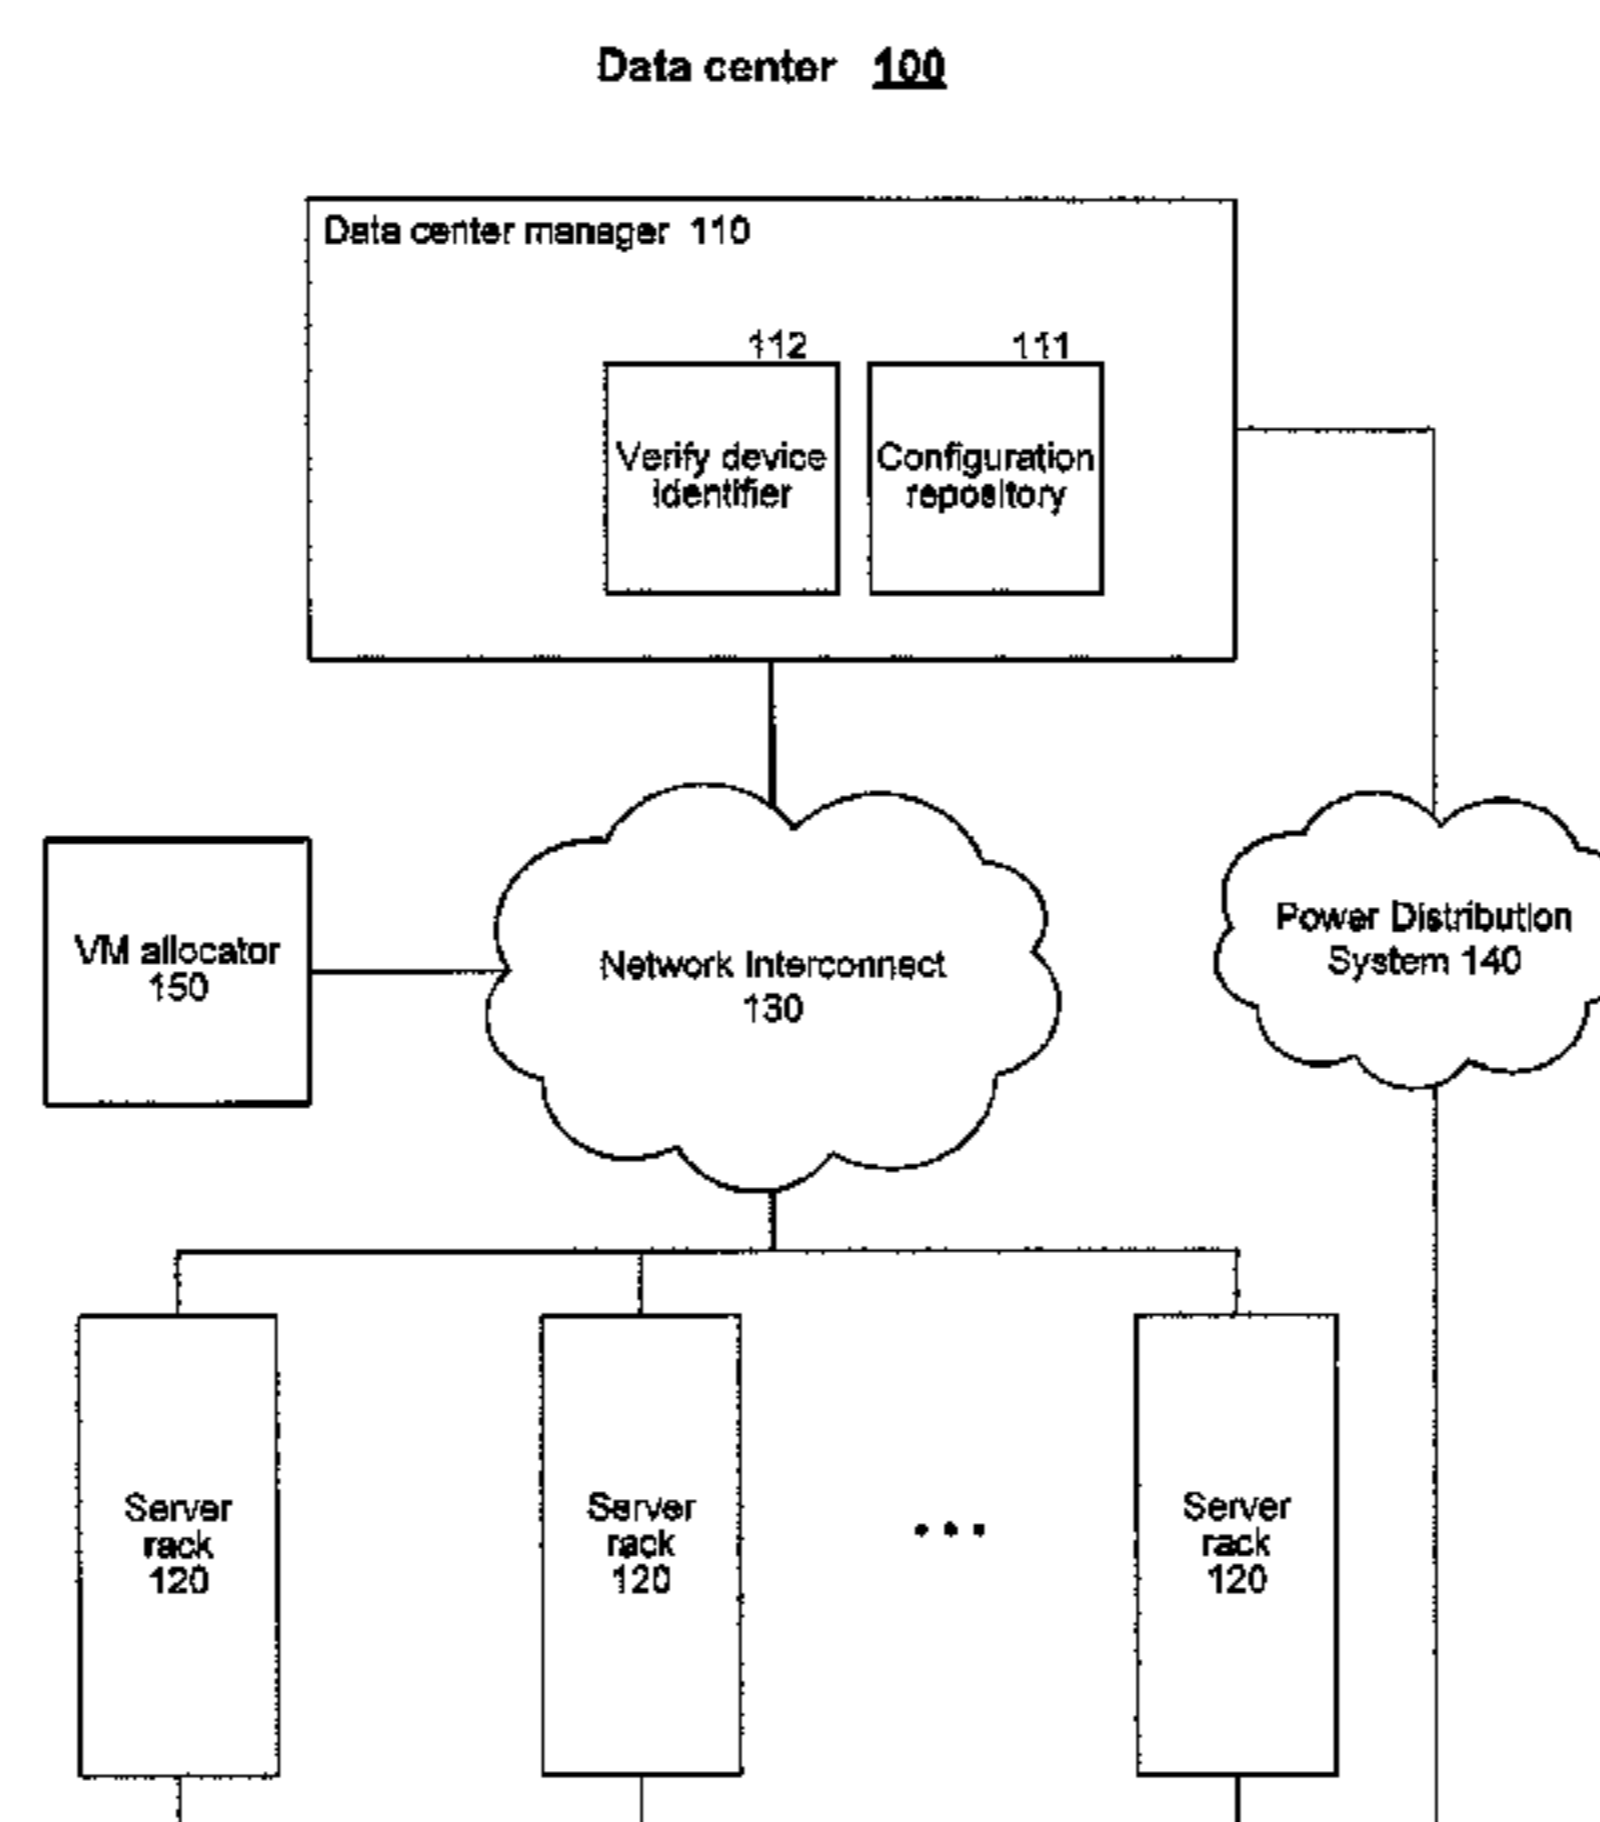 Data center 100
Data center manager 110
112
Verify device
identifier
111
Configuration
repository
VM allocator
150
Network Interconnect
130
Power Distribution
System 140
Server
rack
120
Server
rack
120
• • •
Server
rack
120